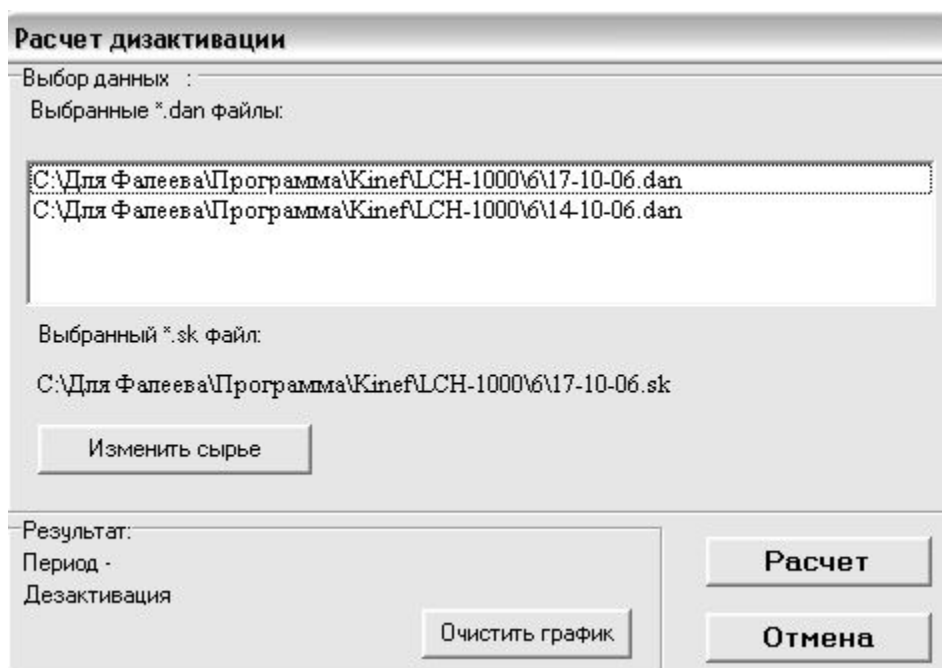 Расчет дизактивации
Выбор данных :
Выбранные *.dan файлы:
C:\Для Фалеева\Программа\Kinef\LCH-1000\6\17-10-06.dan
C:\Для Фалеева\Программа\Kinef\LCH-1000\6\14-10-06.dan
Выбранный *.sk файл:
C:\Для Фалеева\Программа\Kinef\LCH-1000\6\17-10-06.sk
Изменить сырье
Результат:
Период -
Дезактивация
Очистить график
Расчет
Отмена